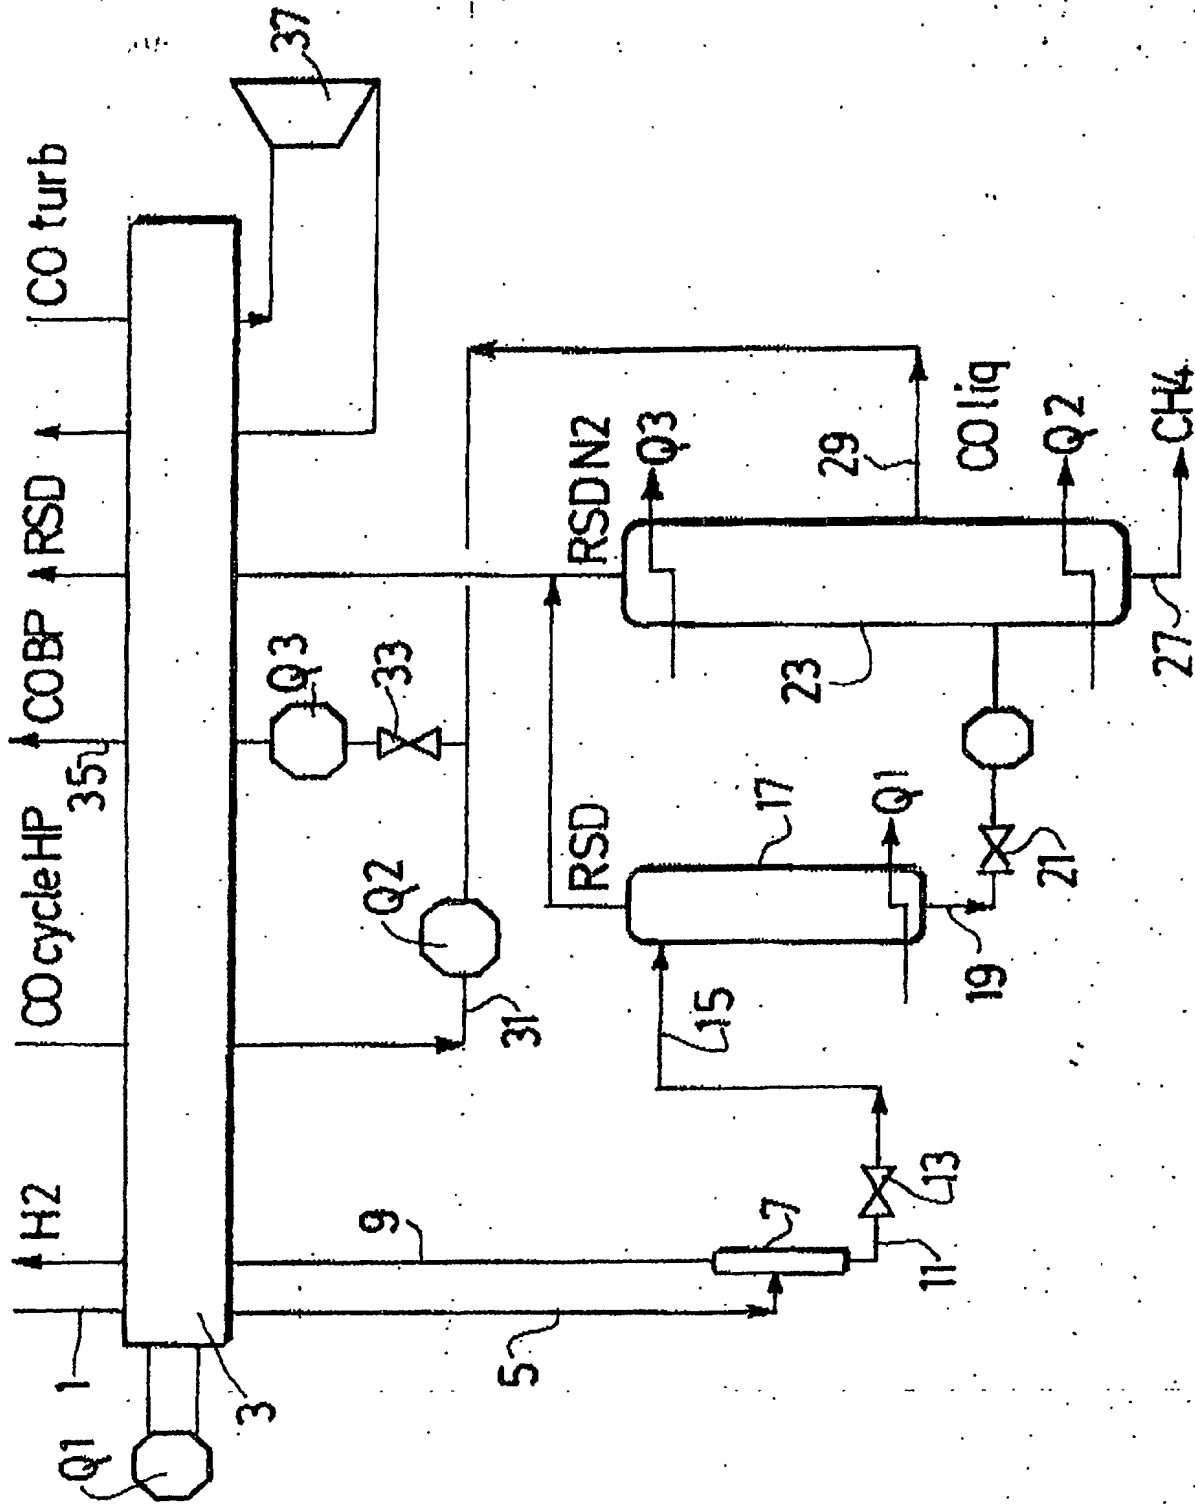 Q1
1
3
H2
CO cycle HP
35
COBP
RSD
CO turb
37
5
9
7
11
13
15
31
Q2
Q3
33
RSD
17
Q1
19
21
RSDN2
Q3
23
29
CO liq
Q2
27
CH4